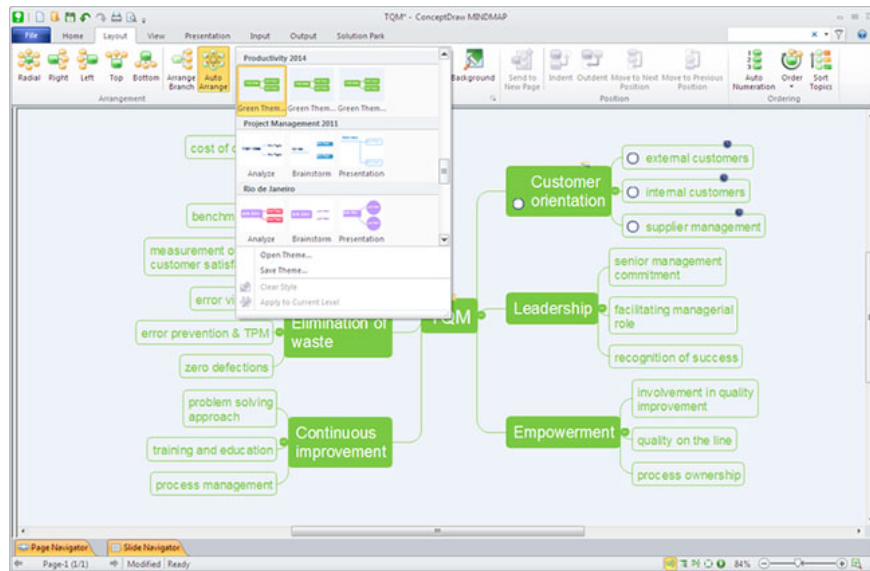 TQM* - ConceptDraw MINDMAP
File Home Layout View Presentation Input Output Solution Park
Radial Right Left Top Bottom Arrange Branch Auto Arrange
Arrangement
Productivity 2014
Green Them... Green Them... Green Them...
Project Management 2011
Analyze Brainstorm Presentation
Rio de Janeiro
Analyze Brainstorm Presentation
Open Theme...
Save Theme...
Clear Style
Apply to Current Level
Background
Send to New Page Indent Outdent Move to Next Position Move to Previous Position
Position
Auto Numeration Order Sort Topics
Ordering
cost of
benchm
measurement o
customer satisf
error vi
error prevention & TPM
zero defections
Elimination of
waste
problem solving
approach
training and education
process management
Continuous
improvement
TQM
Customer
orientation
external customers
internal customers
supplier management
Leadership
senior management
commitment
facilitating managerial
role
recognition of success
Empowerment
involvement in quality
improvement
quality on the line
process ownership
Page Navigator Slide Navigator
Page-1 (1/1) Modified Ready 84%